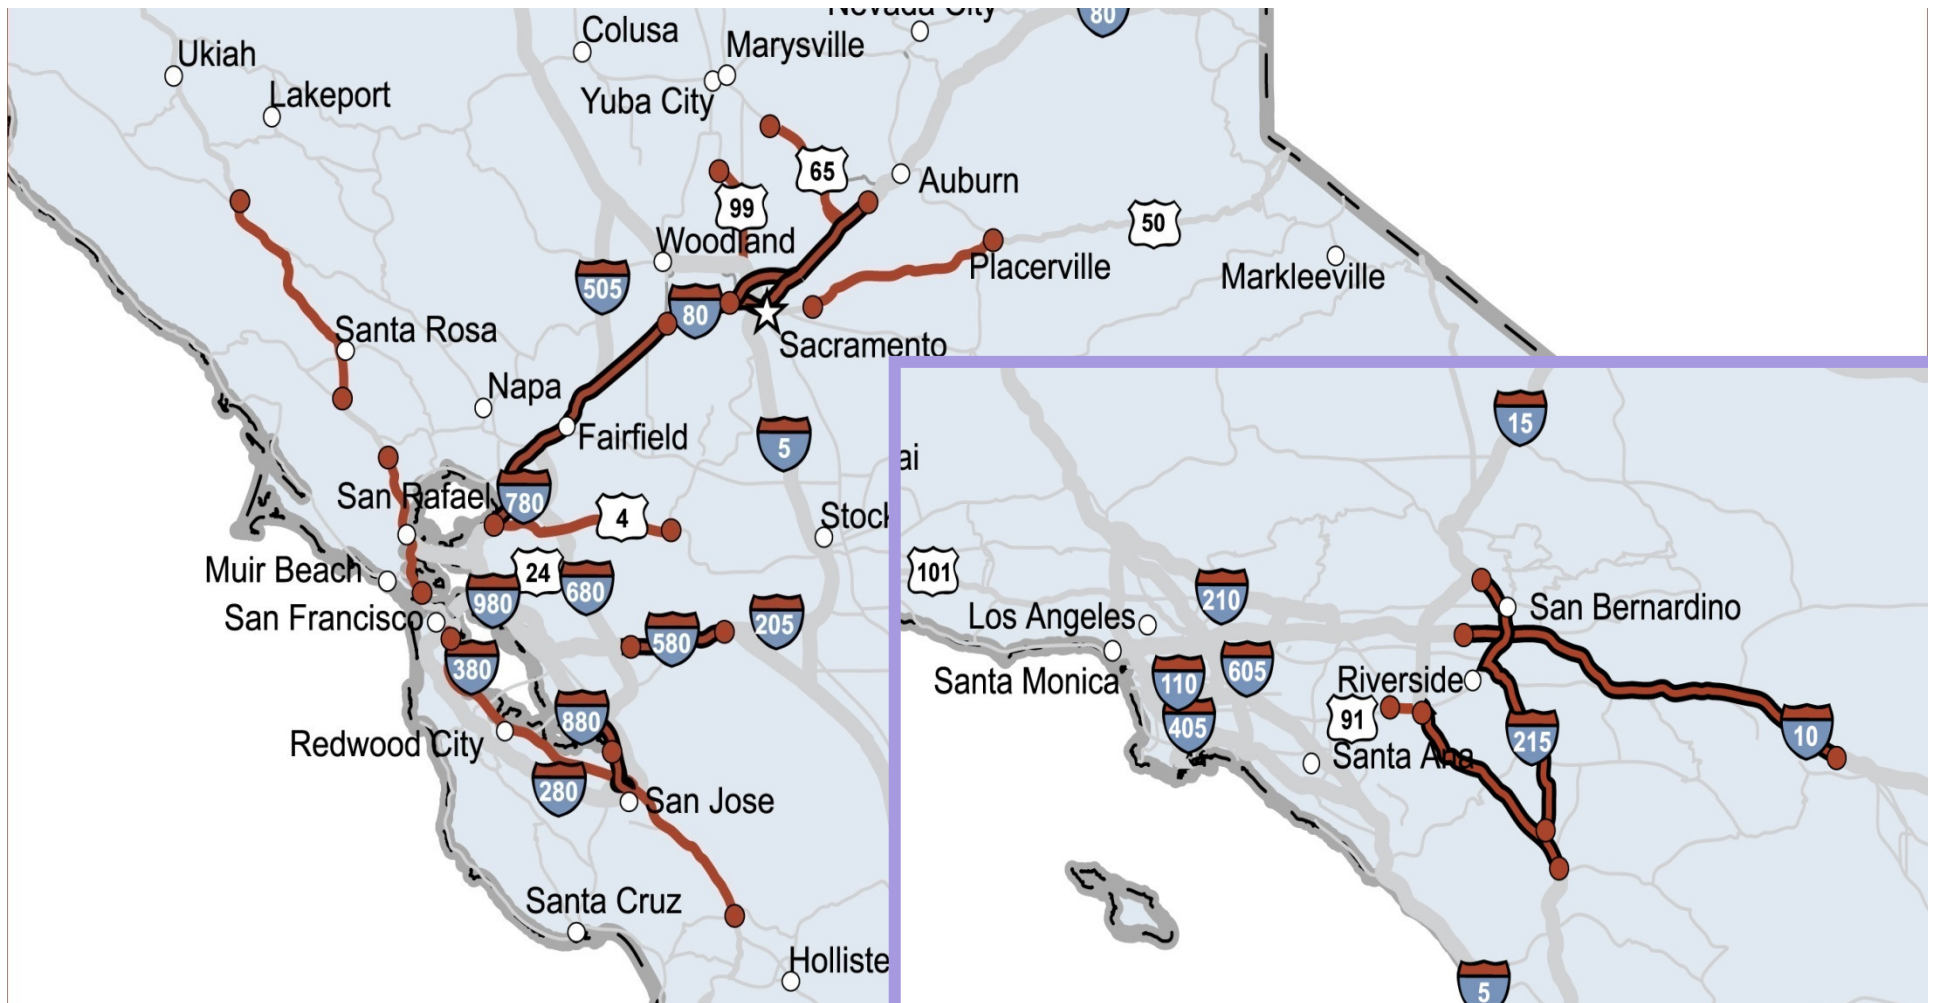 Nevada City
80
Colusa
Marysville
Ukiah
Lakeport
Yuba City
65
Auburn
99
50
Woodland
Placerville
Markleeville
505
80
Santa Rosa
Sacramento
Napa
Fairfield
5
15
ai
San Rafael
780
4
Stock
Muir Beach
24
101
980
680
210
San Francisco
205
Los Angeles
San Bernardino
580
380
605
Santa Monica
110
Riverside
880
91
405
215
10
Redwood City
Santa Ana
280
San Jose
Santa Cruz
Holliste
5